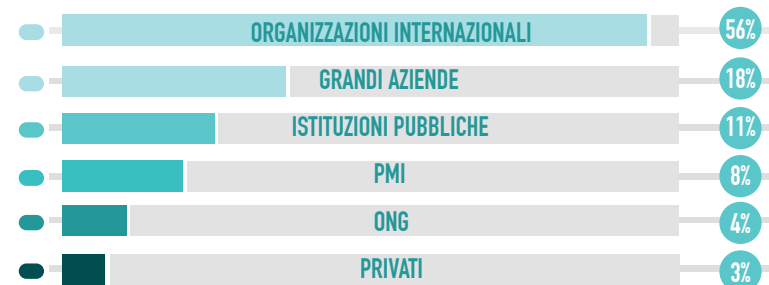 ORGANIZZAZIONI INTERNAZIONALI 56%
GRANDI AZIENDE 18%
ISTITUZIONI PUBBLICHE 11%
PMI 8%
ONG 4%
PRIVATI 3%